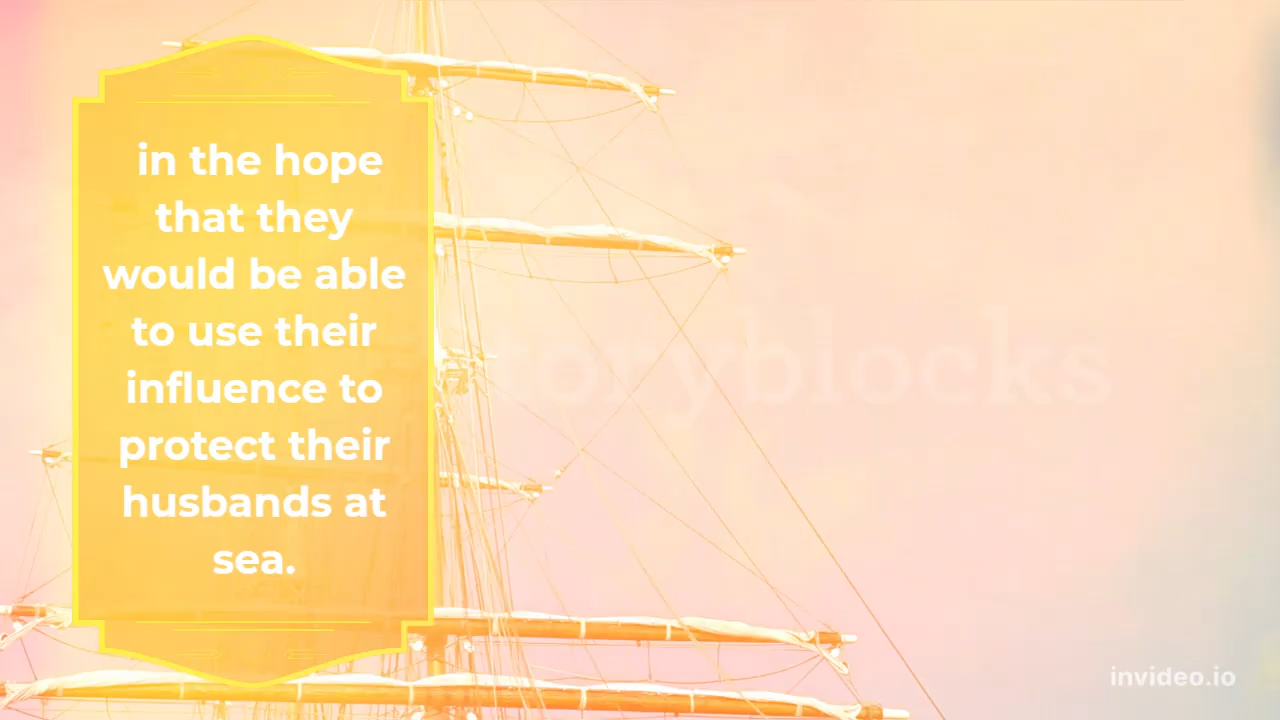 in the hope
that they
would be able
to use their
influence to
protect their
husbands at
sea.
toryblocks
invideo.io